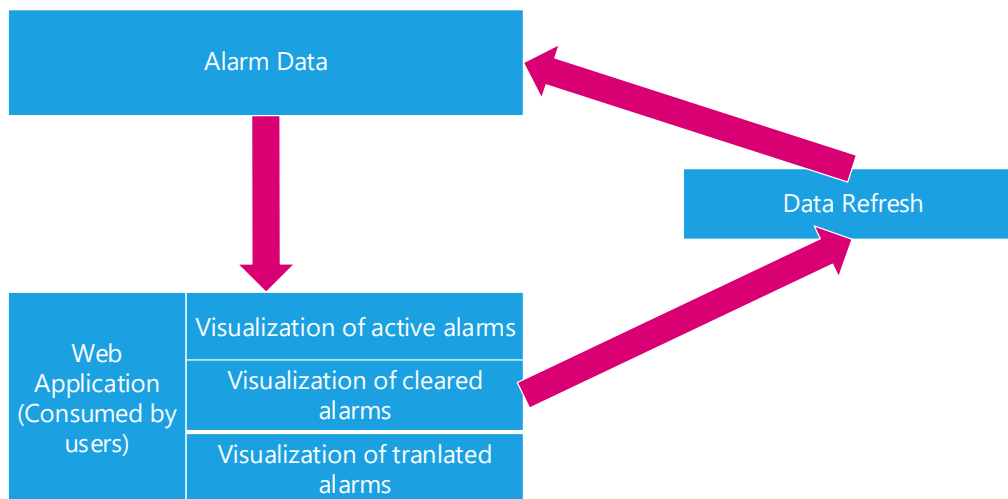 Alarm Data
Data Refresh
Web
Application
(Consumed by
users)
Visualization of active alarms
Visualization of cleared
alarms
Visualization of tranlated
alarms